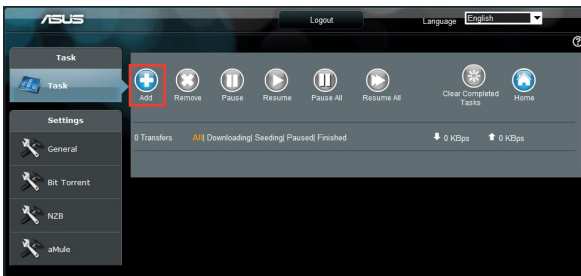 ASUS
Logout
Language English
Task
Task
Add
Remove
Pause
Resume
Pause All
Resume All
Clear Completed
Tasks
Home
Settings
General
Bit Torrent
NZB
aMule
0 Transfers All| Downloading| Seeding| Paused| Finished 0 KBps 0 KBps
?